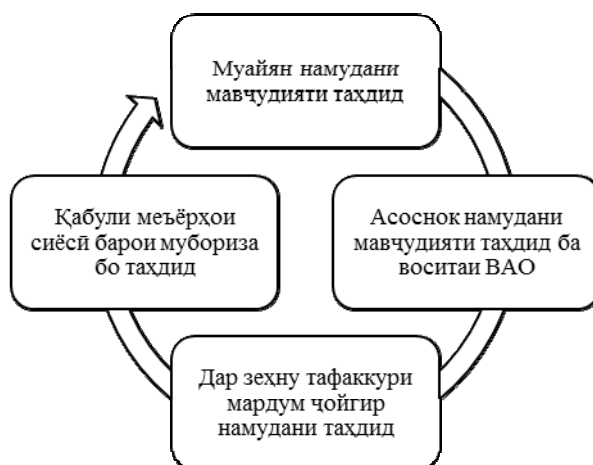 Муайян намудани
мавҷудияти таҳдид
Асоснок намудани
мавҷудияти таҳдид ба
воситаи ВАО
Дар зеҳну тафаккури
мардум ҷойгир
намудани таҳдид
Қабули меъёрҳои
сиёсӣ барои мубориза
бо таҳдид